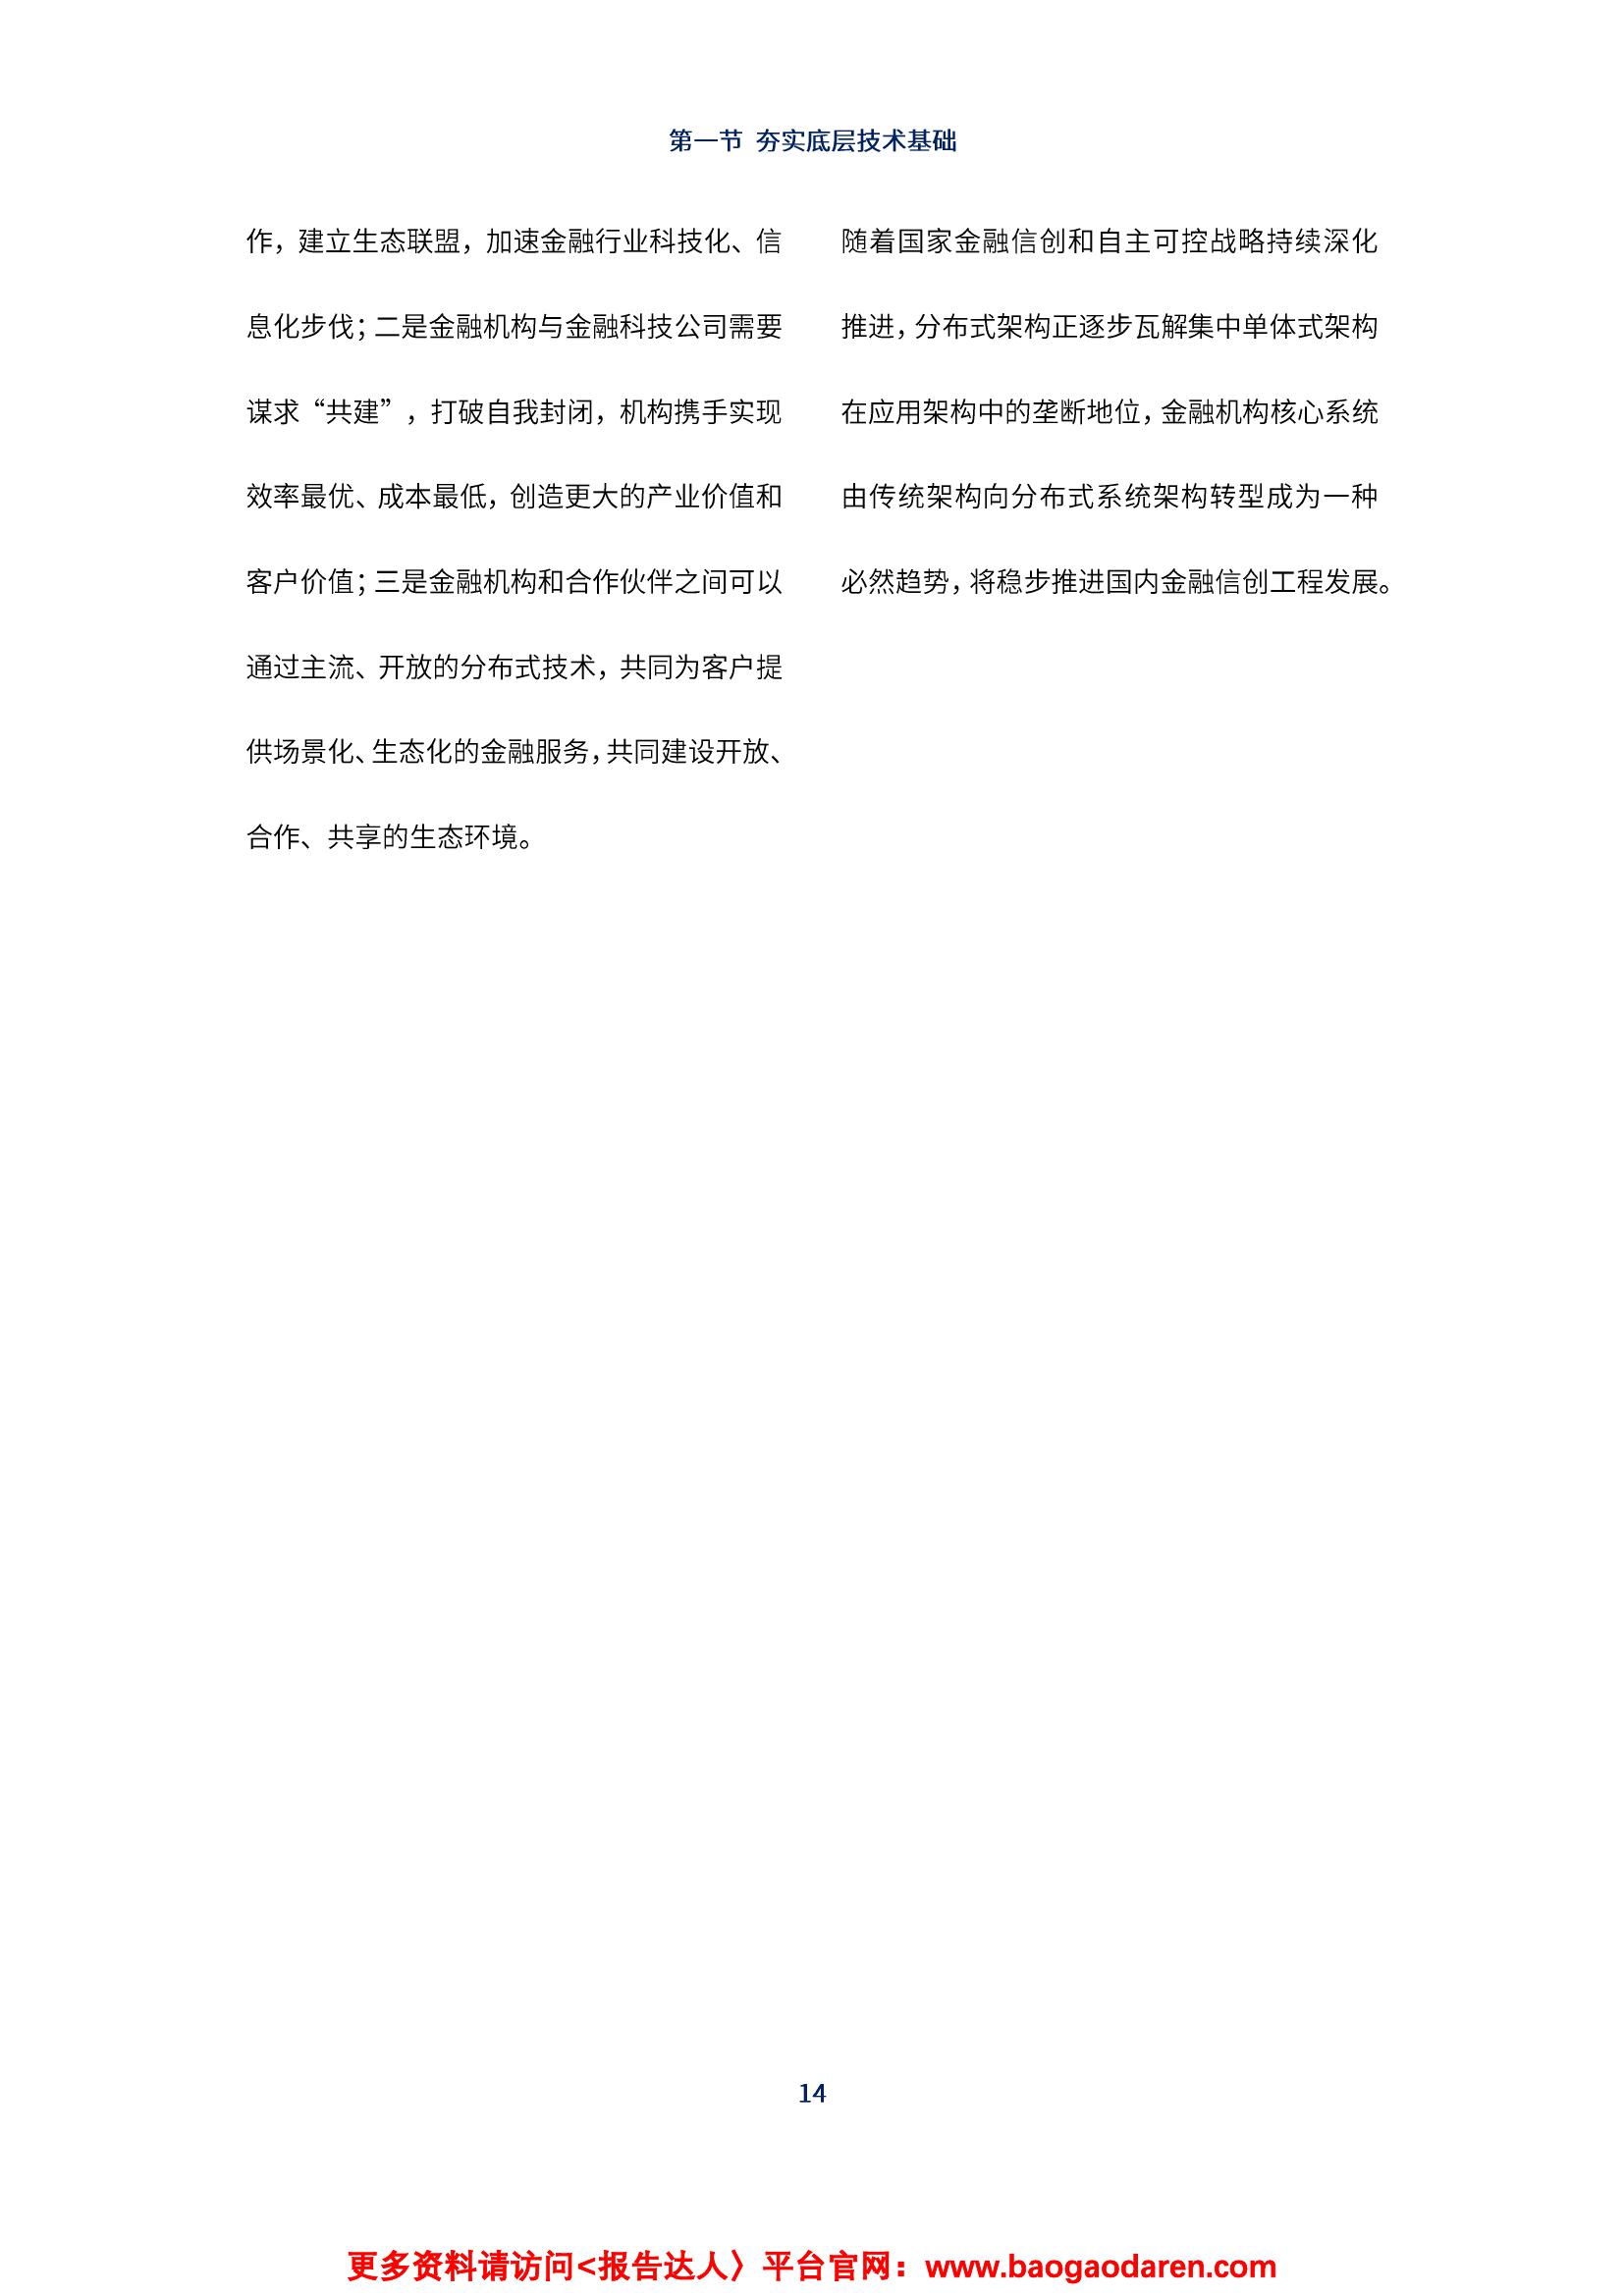 第一节 夯实底层技术基础
作，建立生态联盟，加速金融行业科技化、信
息化步伐；二是金融机构与金融科技公司需要
谋求“共建”，打破自我封闭，机构携手实现
效率最优、成本最低，创造更大的产业价值和
客户价值；三是金融机构和合作伙伴之间可以
通过主流、开放的分布式技术，共同为客户提
供场景化、生态化的金融服务，共同建设开放、
合作、共享的生态环境。
随着国家金融信创和自主可控战略持续深化
推进，分布式架构正逐步瓦解集中单体式架构
在应用架构中的垄断地位，金融机构核心系统
由传统架构向分布式系统架构转型成为一种
必然趋势，将稳步推进国内金融信创工程发展。
14
更多资料请访问<报告达人〉平台官网：www.baogaodaren.com